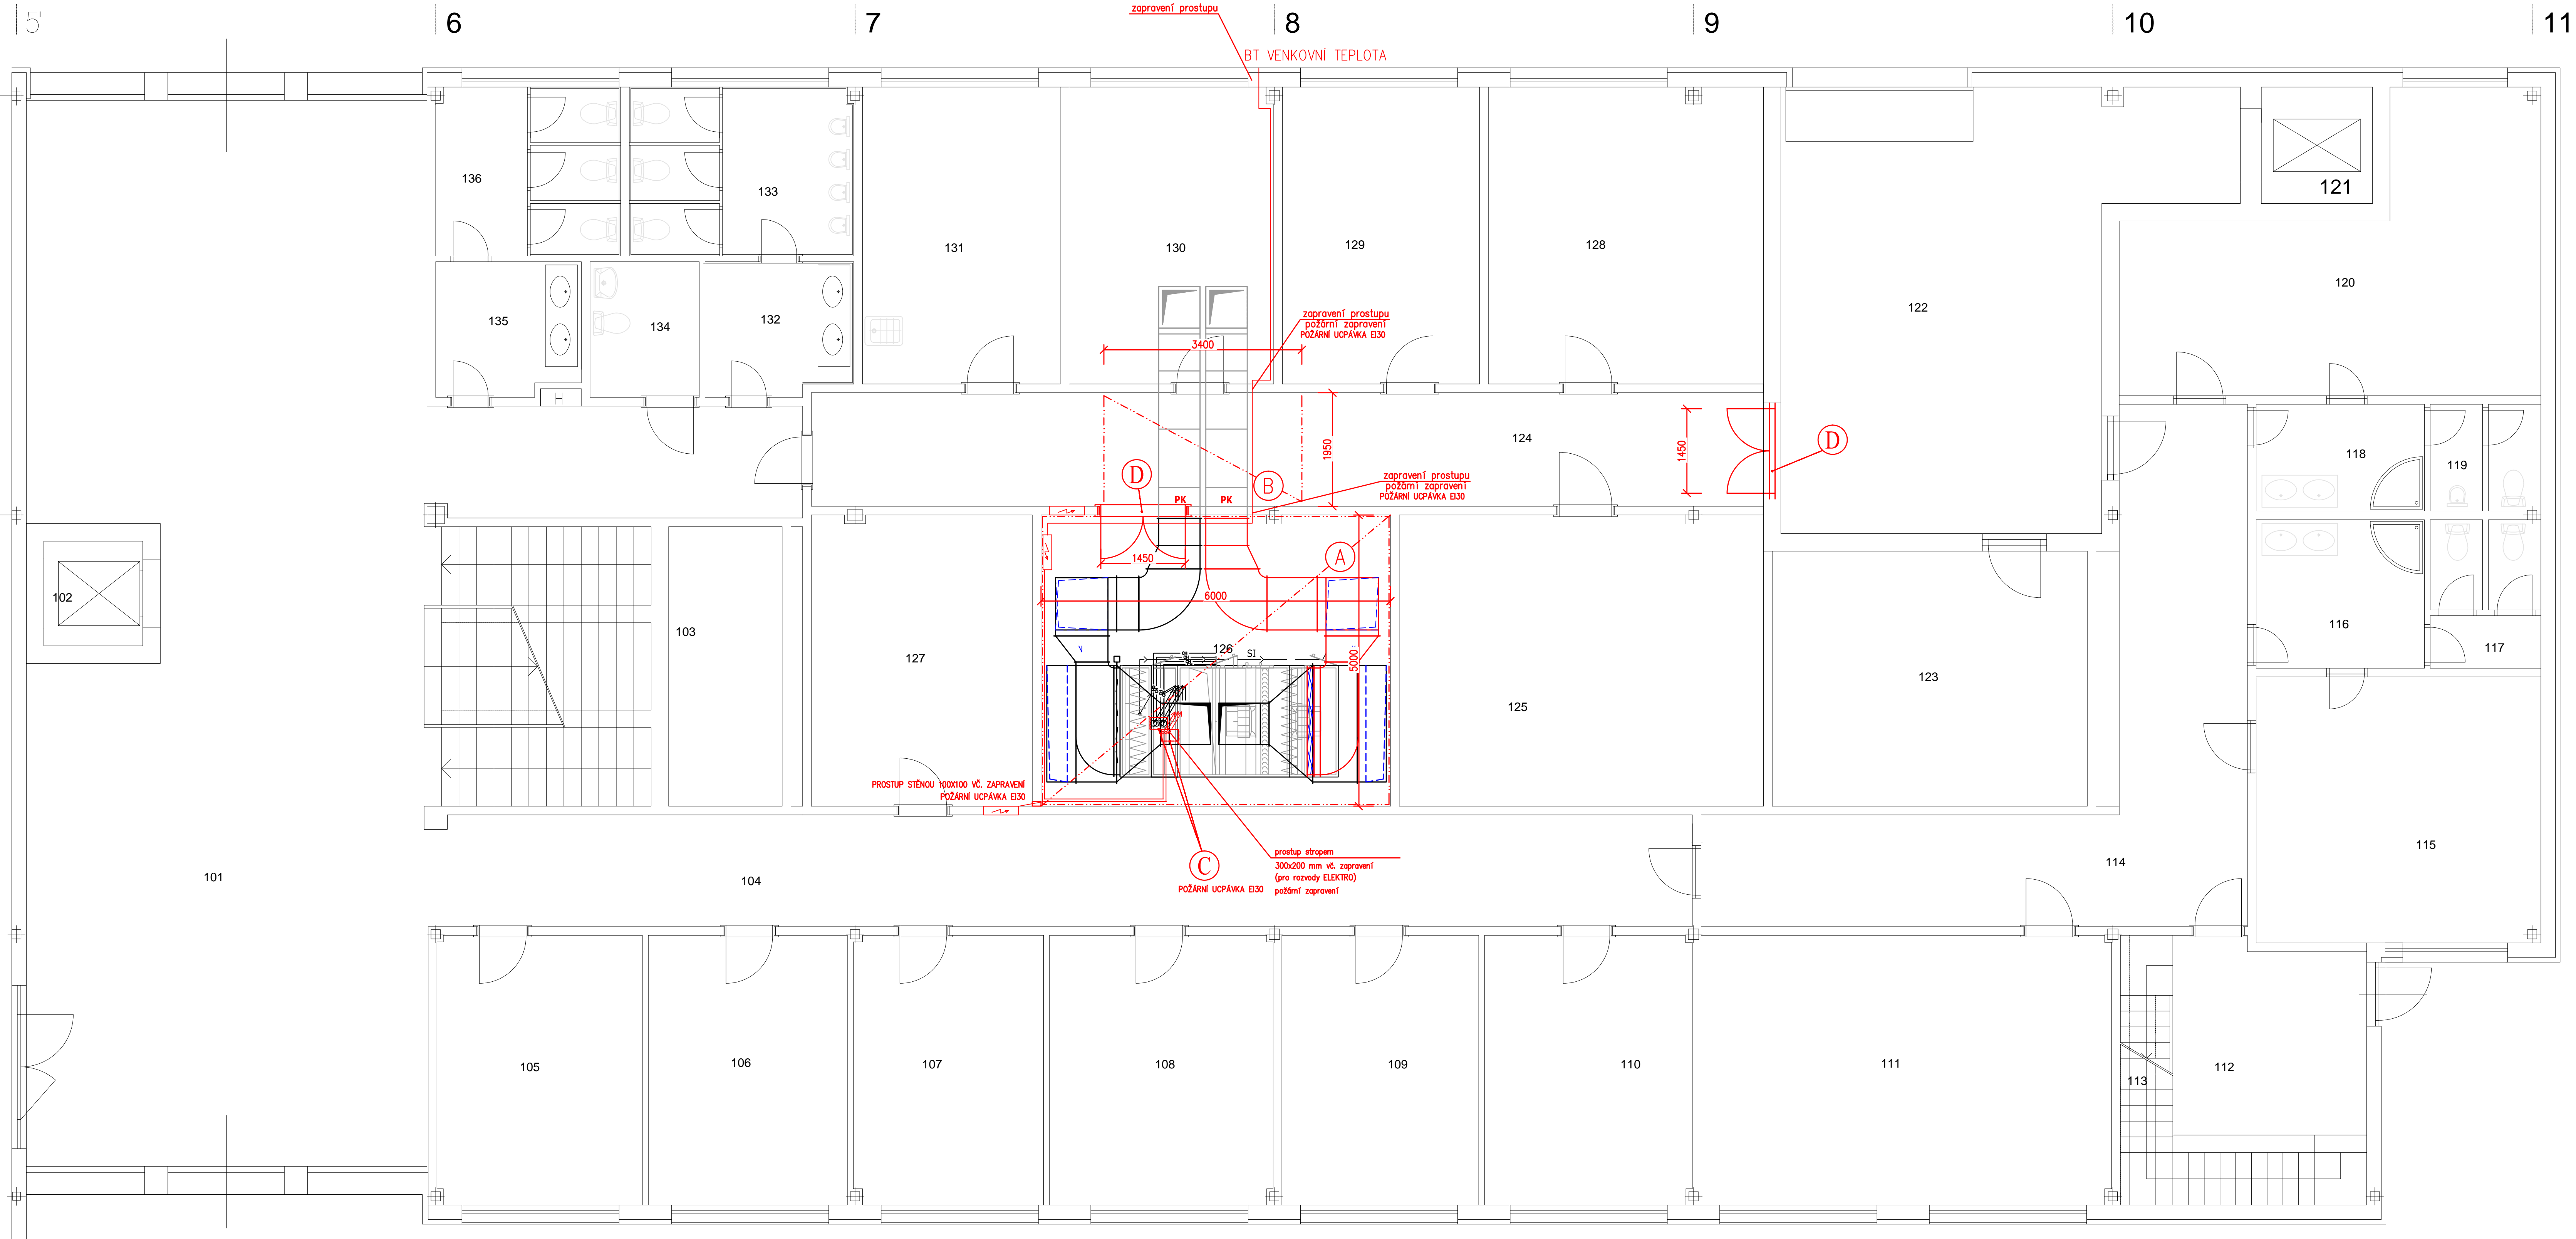 5'
6
7
8
9
10
11
zapravení prostupu
BT VENKOVNÍ TEPLOTA
136
133
131
130
129
128
122
121
120
135
134
132
H
zapravení prostupu
požární zapravení
POŽÁRNÍ UCPÁVKA EI30
3400
1950
124
1450
D
118
119
D
B
zapravení prostupu
požární zapravení
POŽÁRNÍ UCPÁVKA EI30
PK
PK
A
1450
6000
102
103
127
126
SI
5000
V
125
123
116
117
PROSTUP STĚNOU 100X100 VČ. ZAPRAVENÍ
POŽÁRNÍ UCPÁVKA EI30
C
POŽÁRNÍ UCPÁVKA EI30
prostup stropem
300x200 mm vč. zapravení
(pro rozvody ELEKTRO)
požární zapravení
101
104
114
115
105
106
107
108
109
110
111
113
112